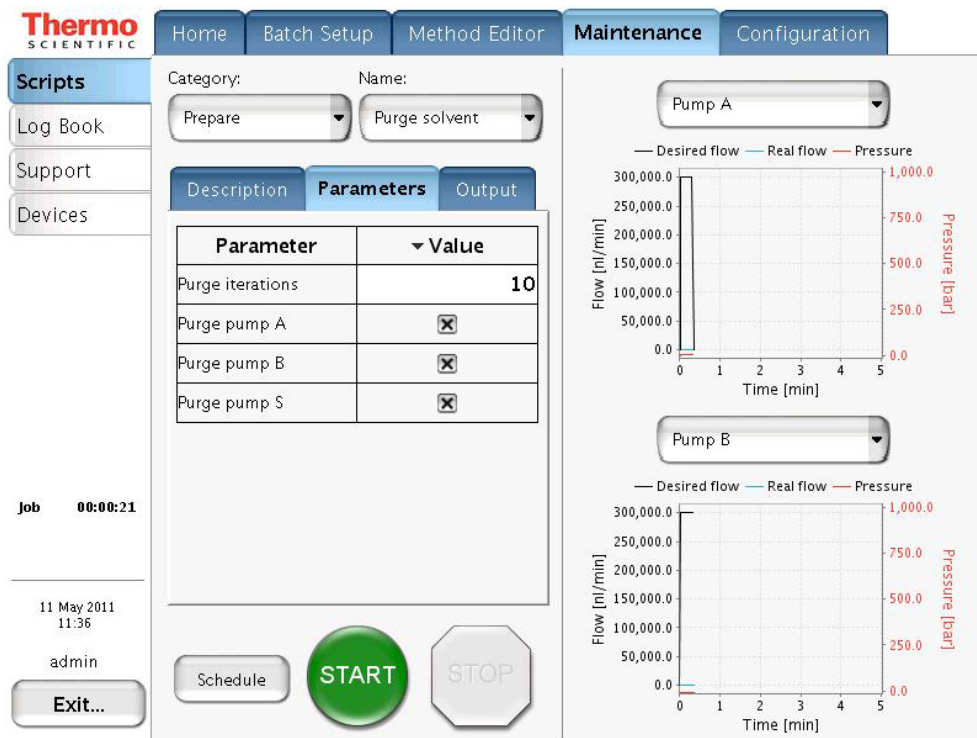 Thermo
SCIENTIFIC
Home
Batch Setup
Method Editor
Maintenance
Configuration
Scripts
Log Book
Support
Devices
Job 00:00:21
11 May 2011
11:36
admin
Exit...
Category:
Name:
Prepare
Purge solvent
Description
Parameters
Output
Parameter
Value
Purge iterations 10
Purge pump A
Purge pump B
Purge pump S
Schedule
START
STOP
Pump A
Desired flow Real flow Pressure
Flow [nl/min]
300,000.0
250,000.0
200,000.0
150,000.0
100,000.0
50,000.0
0.0
1,000.0
750.0
500.0
250.0
0.0
Pressure [bar]
0 1 2 3 4 5
Time [min]
Pump B
Desired flow Real flow Pressure
Flow [nl/min]
300,000.0
250,000.0
200,000.0
150,000.0
100,000.0
50,000.0
0.0
1,000.0
750.0
500.0
250.0
0.0
Pressure [bar]
0 1 2 3 4 5
Time [min]